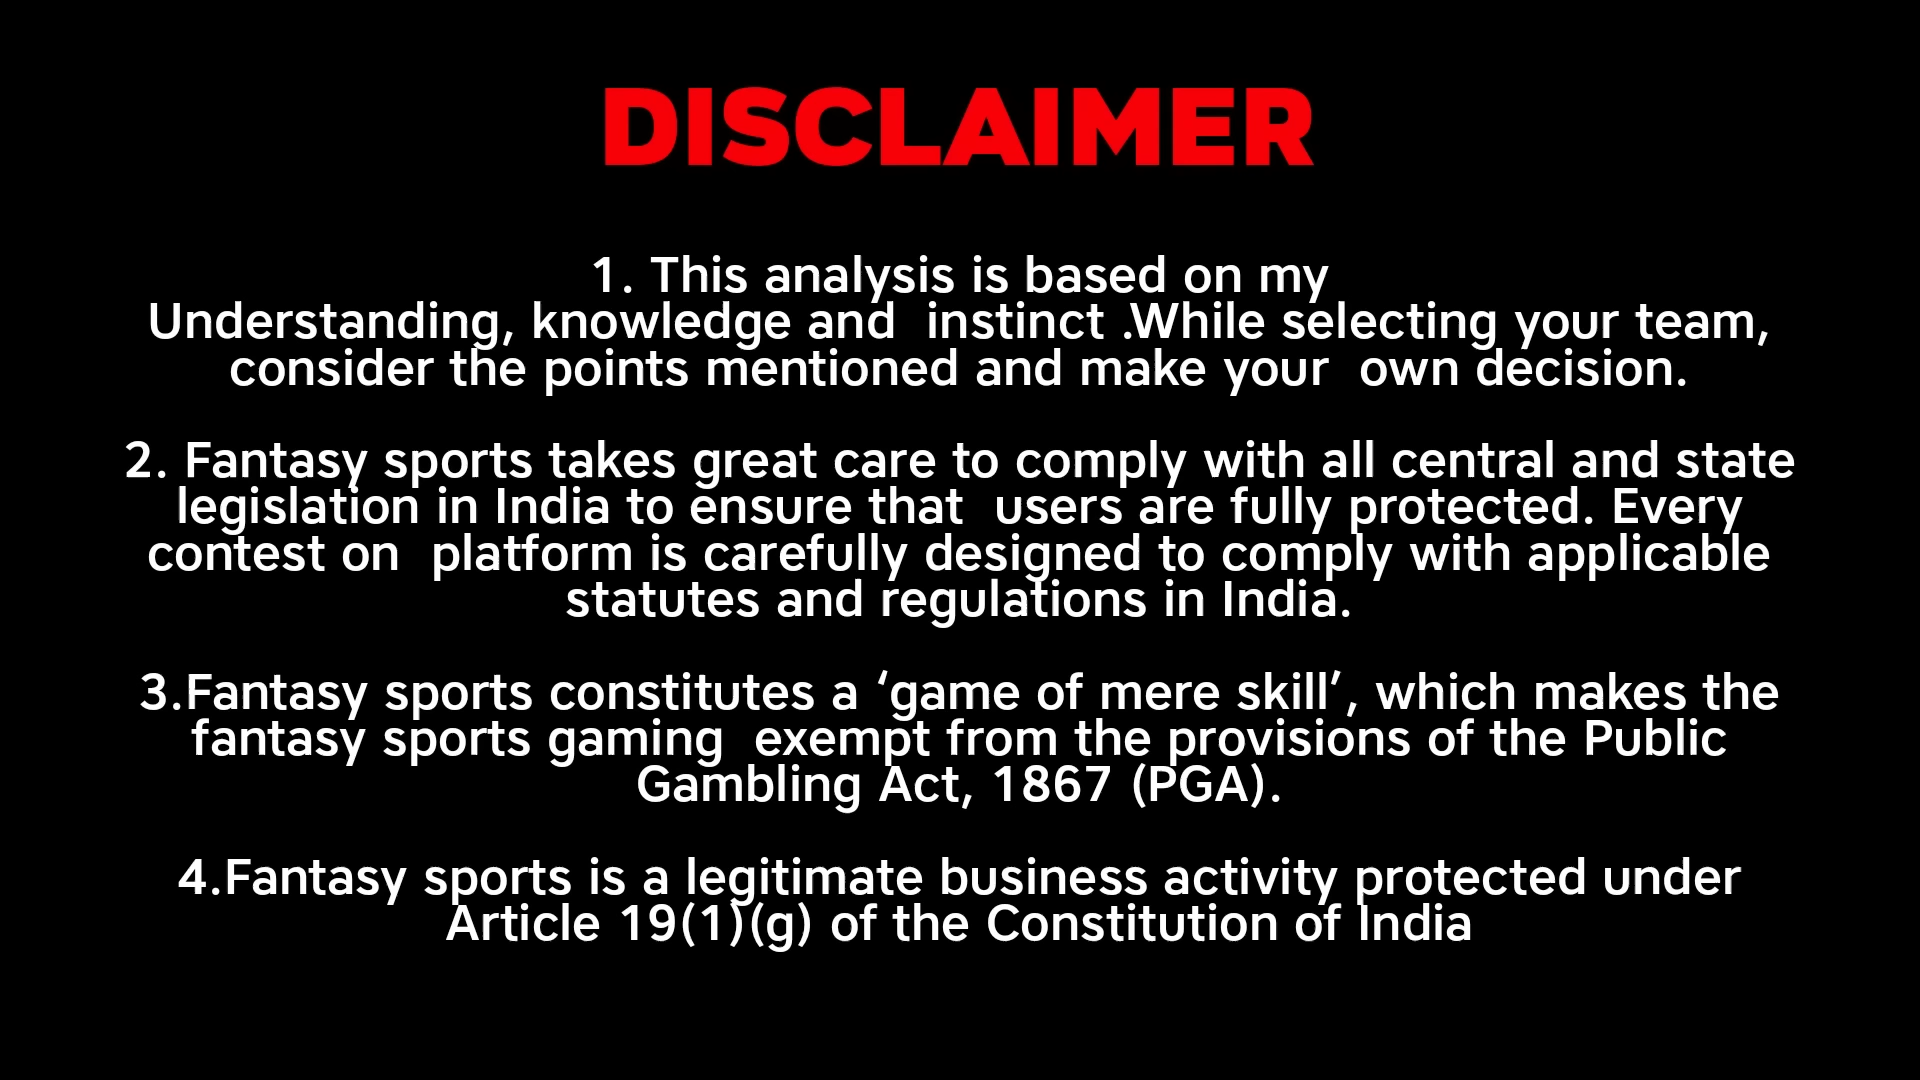 DISCLAIMER
1. This analysis is based on my
Understanding, knowledge and  instinct .While selecting your team,
consider the points mentioned and make your  own decision.
2. Fantasy sports takes great care to comply with all central and state
legislation in India to ensure that  users are fully protected. Every
contest on  platform is carefully designed to comply with applicable
statutes and regulations in India.
3.Fantasy sports constitutes a ‘game of mere skill’, which makes the
fantasy sports gaming  exempt from the provisions of the Public
Gambling Act, 1867 (PGA).
4.Fantasy sports is a legitimate business activity protected under
Article 19(1)(g) of the Constitution of India